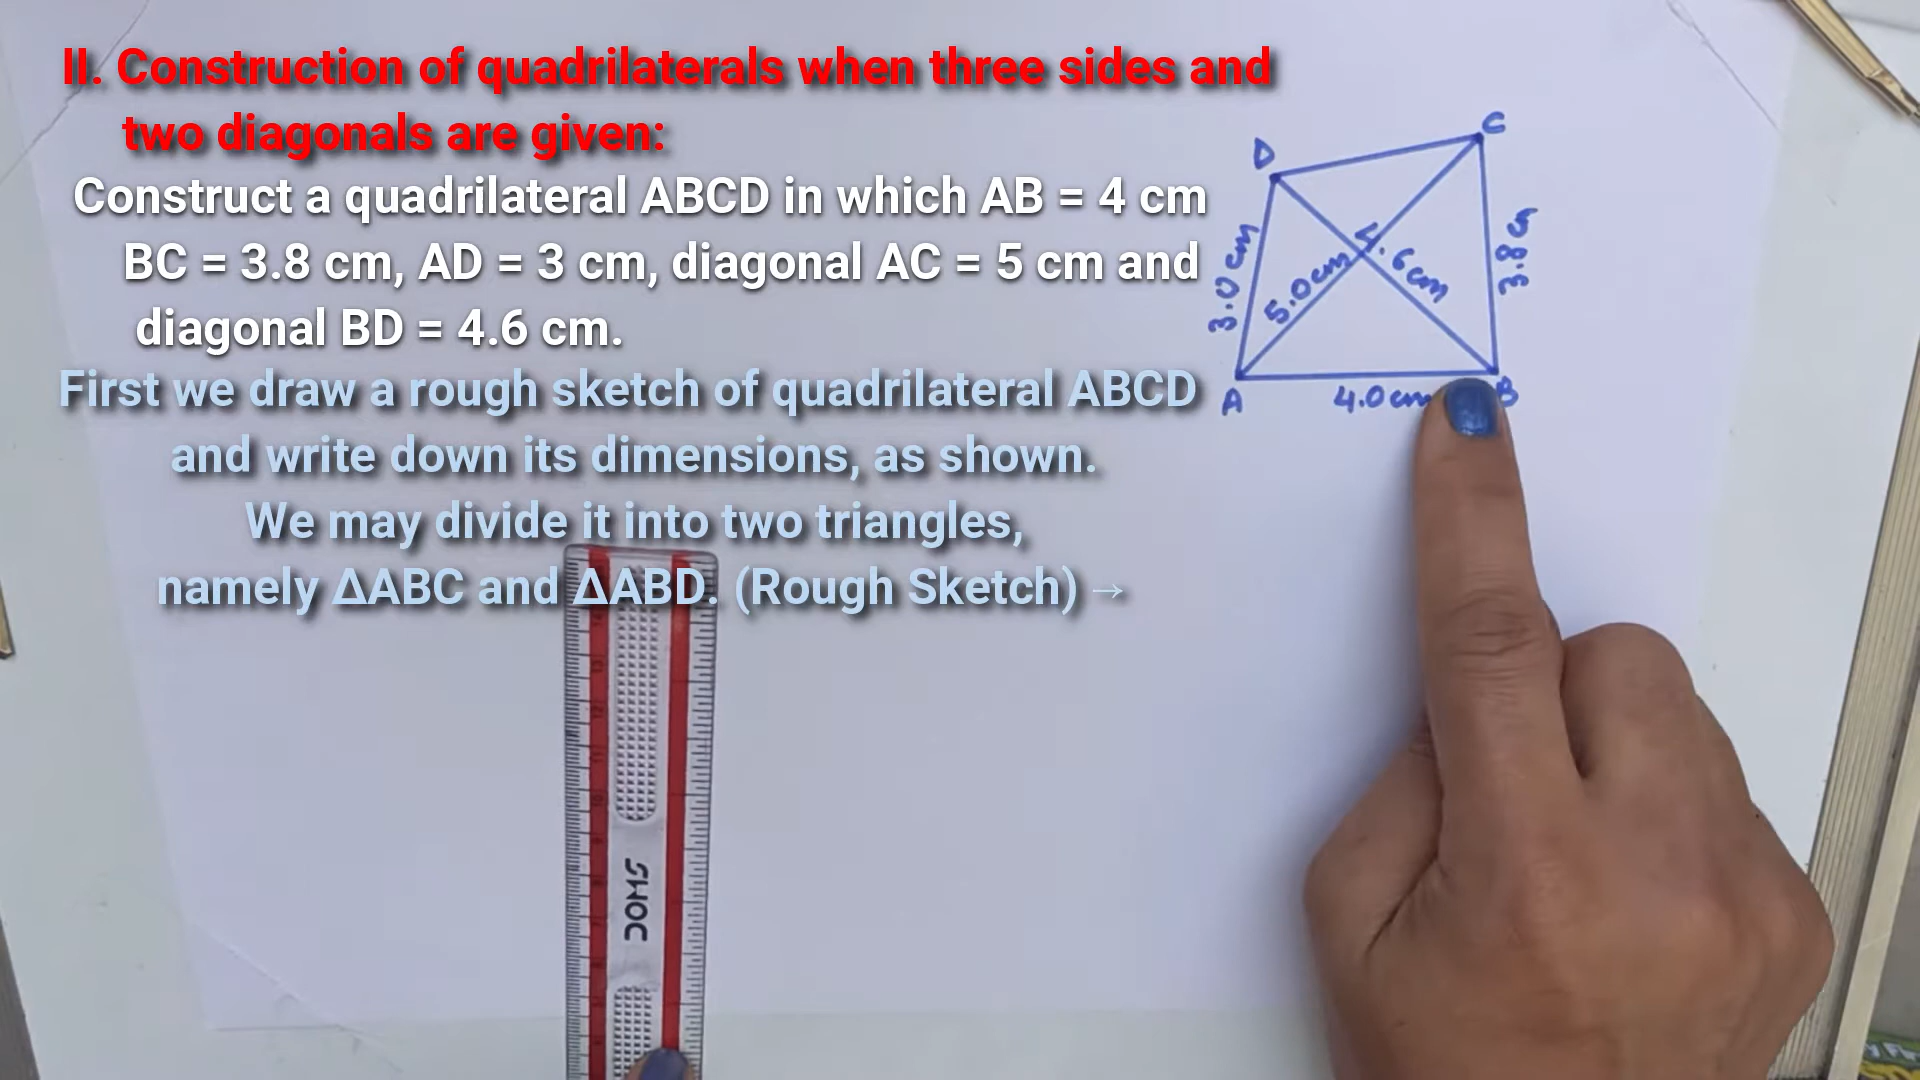 II. Construction of quadrilaterals when three sides and
two diagonals are given:
Construct a quadrilateral ABCD in which AB = 4 cm
BC = 3.8 cm, AD = 3 cm, diagonal AC = 5 cm and
diagonal BD = 4.6 cm.
First we draw a rough sketch of quadrilateral ABCD
and write down its dimensions, as shown.
We may divide it into two triangles,
namely ΔABC and ΔABD. (Rough Sketch) →
D
C
3.0 cm
5.0 cm
4.6 cm
3.8 cm
A
4.0 cm
B
SHOC